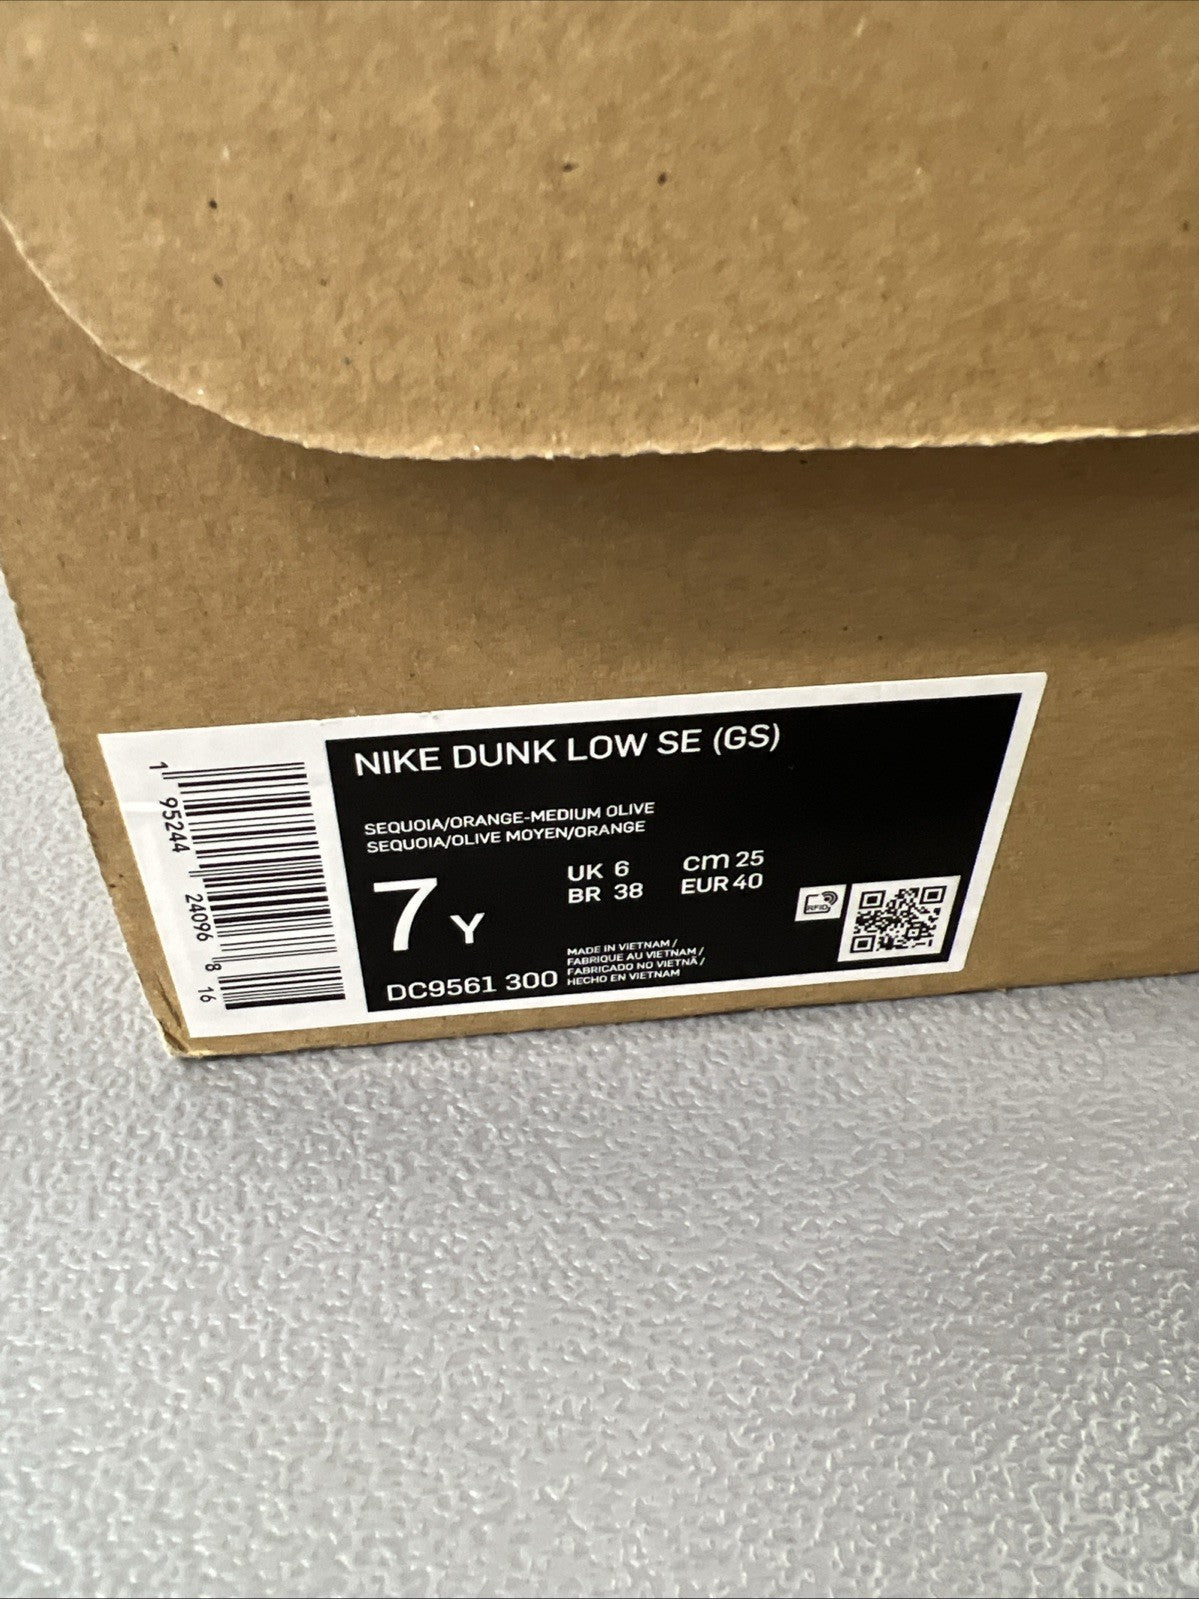 NIKE DUNK LOW SE (GS)
SEQUOIA/ORANGE-MEDIUM OLIVE
SEQUOIA/OLIVE MOYEN/ORANGE
7 Y
UK 6 cm 25
BR 38 EUR 40
RFID
DC9561 300
MADE IN VIETNAM /
FABRIQUE AU VIETNAM /
FABRICADO NO VIETNÃ /
HECHO EN VIETNAM
1 95244 24096 8 16